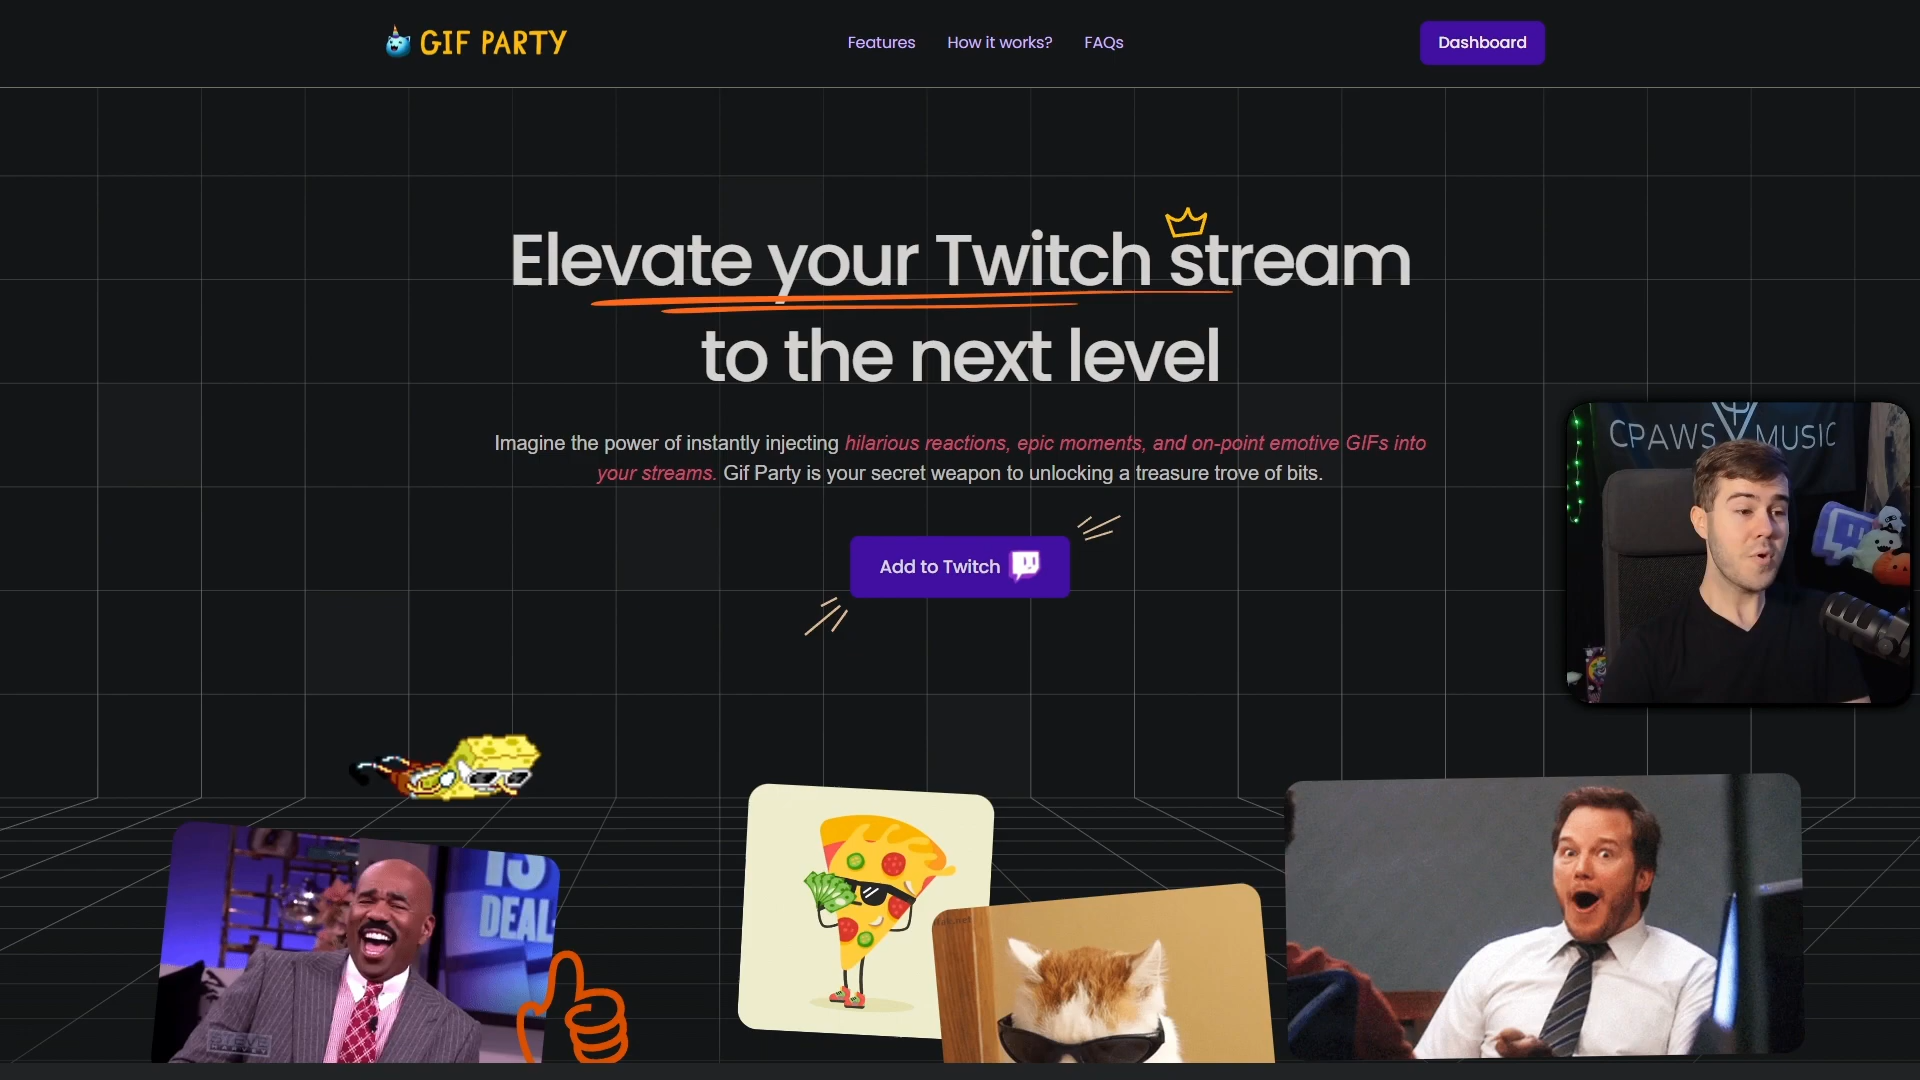 GIF PARTY
Features
How it works?
FAQs
Dashboard
Elevate your Twitch stream
to the next level
Imagine the power of instantly injecting hilarious reactions, epic moments, and on-point emotive GIFs into
your streams. Gif Party is your secret weapon to unlocking a treasure trove of bits.
Add to Twitch
CPAWS MUSIC
DEAL
STEVE